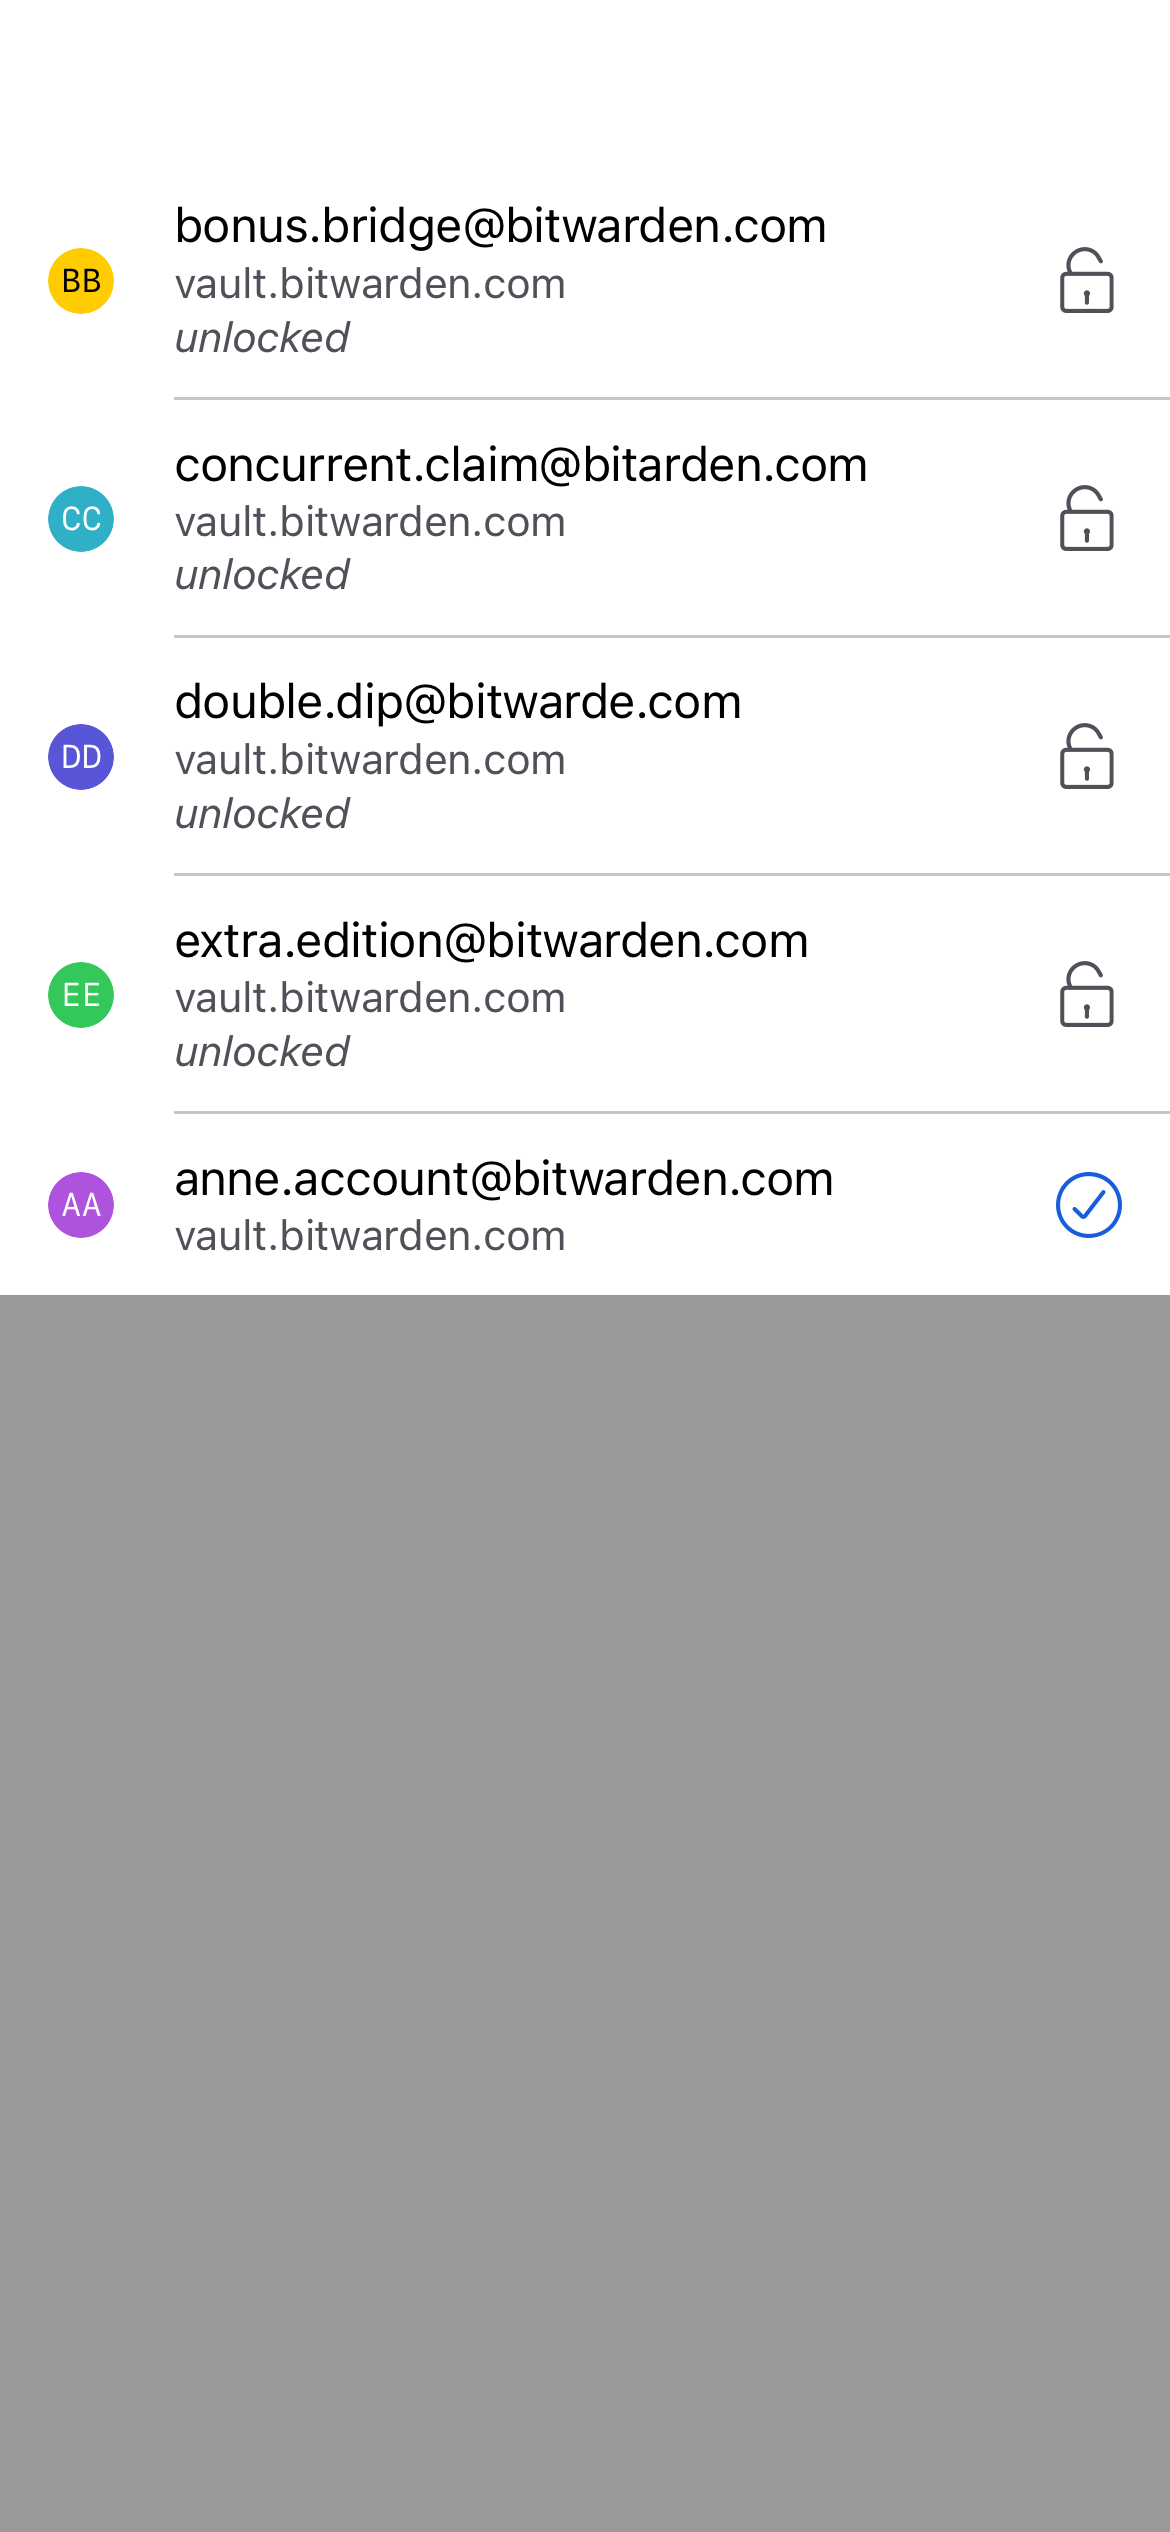 BB
bonus.bridge@bitwarden.com
vault.bitwarden.com
unlocked
CC
concurrent.claim@bitarden.com
vault.bitwarden.com
unlocked
DD
double.dip@bitwarde.com
vault.bitwarden.com
unlocked
EE
extra.edition@bitwarden.com
vault.bitwarden.com
unlocked
AA
anne.account@bitwarden.com
vault.bitwarden.com